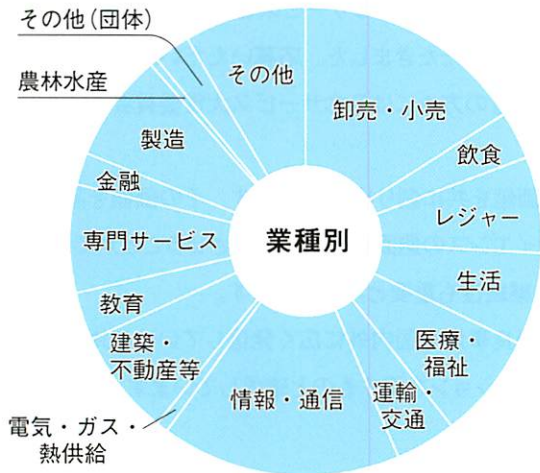 その他（団体）
農林水産
その他
卸売・小売
飲食
レジャー
生活
医療・
福祉
運輸・
交通
情報・通信
電気・ガス・
熱供給
建築・
不動産等
教育
専門サービス
金融
製造
業種別